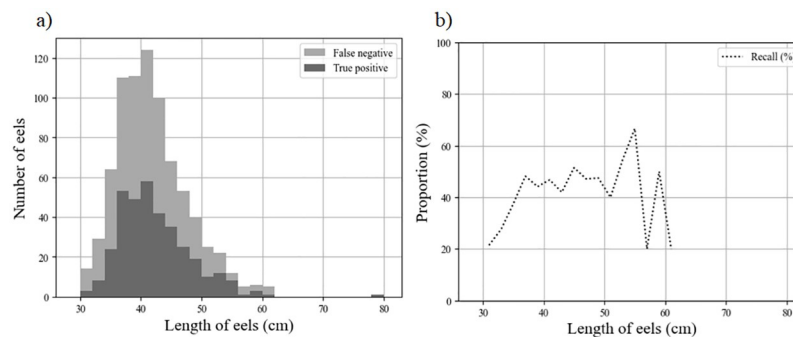 a)
False negative
True positive
120
100
80
60
40
20
0
Number of eels
30 40 50 60 70 80
Length of eels (cm)
b)
Recall (%
100
80
60
40
20
0
Proportion (%)
30 40 50 60 70 80
Length of eels (cm)